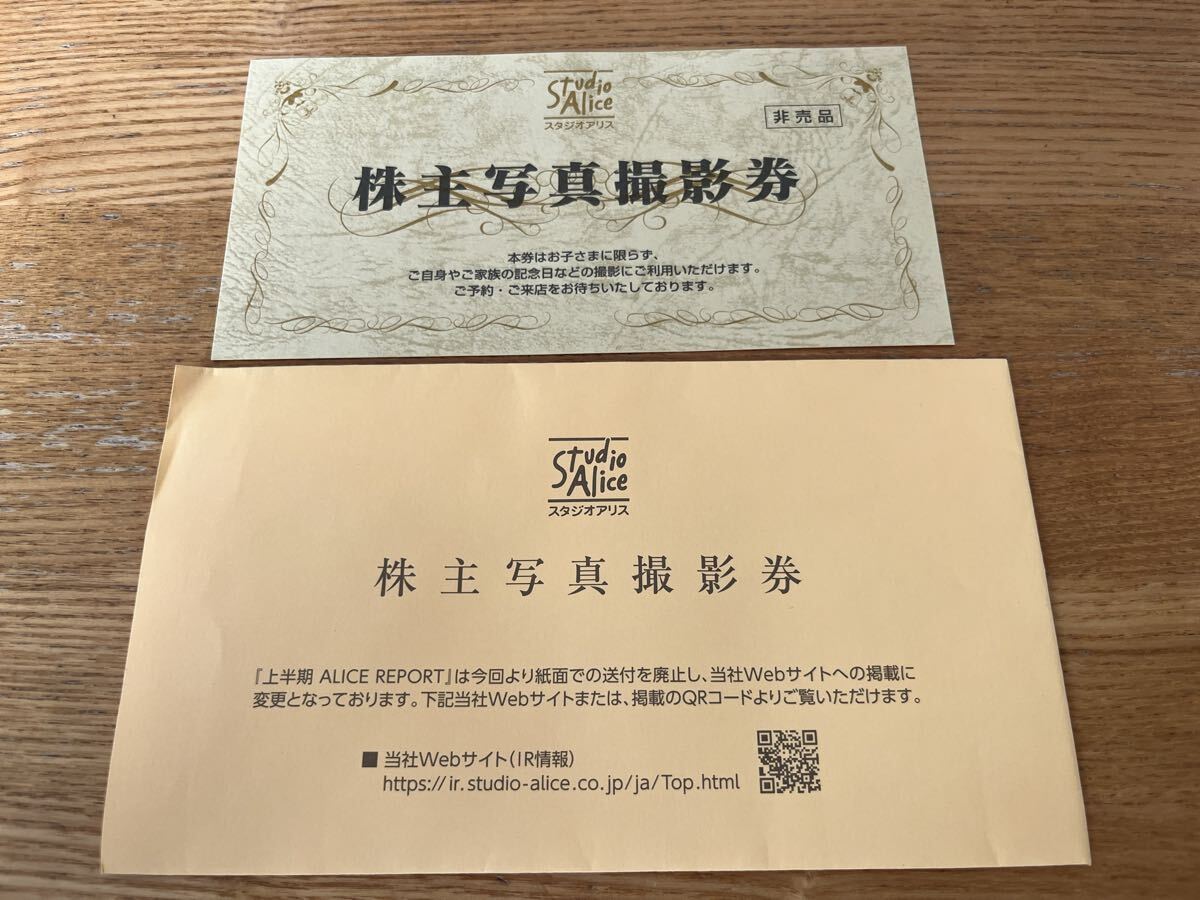 Studio
Alice
スタジオアリス
非売品
株主写真撮影券
本券はお子さまに限らず、
ご自身やご家族の記念日などの撮影にご利用いただけます。
ご予約・ご来店をお待ちいたしております。
Studio
Alice
スタジオアリス
株主写真撮影券
『上半期 ALICE REPORT』は今回より紙面での送付を廃止し、当社Webサイトへの掲載に
変更となっております。下記当社Webサイトまたは、掲載のQRコードよりご覧いただけます。
■ 当社Webサイト(IR情報)
https://ir.studio-alice.co.jp/ja/Top.html